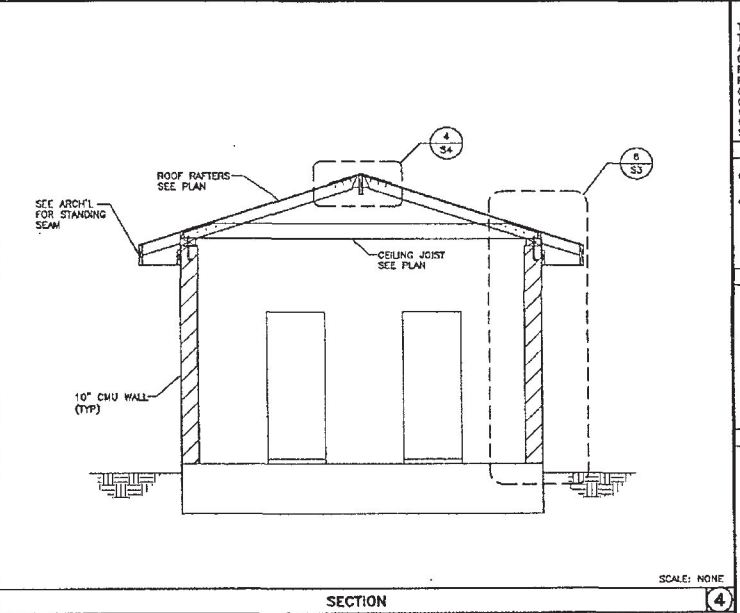 4
S4
6
S3
ROOF RAFTERS
SEE PLAN
SEE ARCH'L
FOR STANDING
SEAM
CEILING JOIST
SEE PLAN
10" CMU WALL
(TYP)
SCALE: NONE
SECTION
4